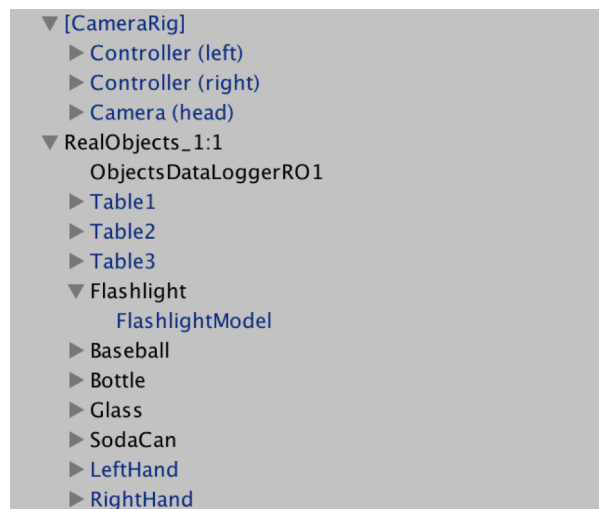 [CameraRig]
Controller (left)
Controller (right)
Camera (head)
RealObjects_1:1
ObjectsDataLoggerRO1
Table1
Table2
Table3
Flashlight
FlashlightModel
Baseball
Bottle
Glass
SodaCan
LeftHand
RightHand